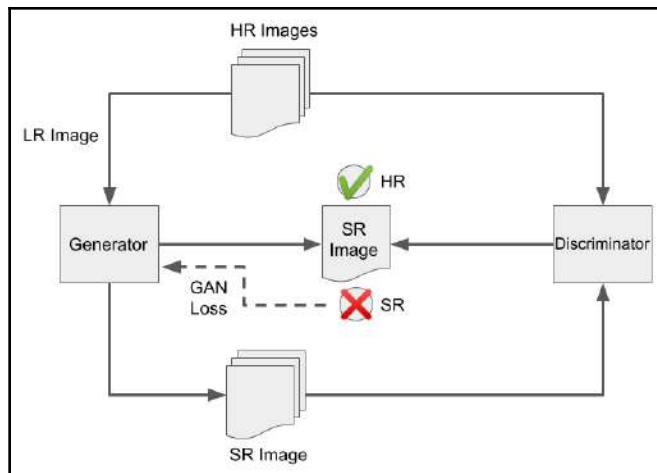 HR Images
LR Image
HR
Generator
SR
Image
Discriminator
GAN
Loss
SR
SR Image